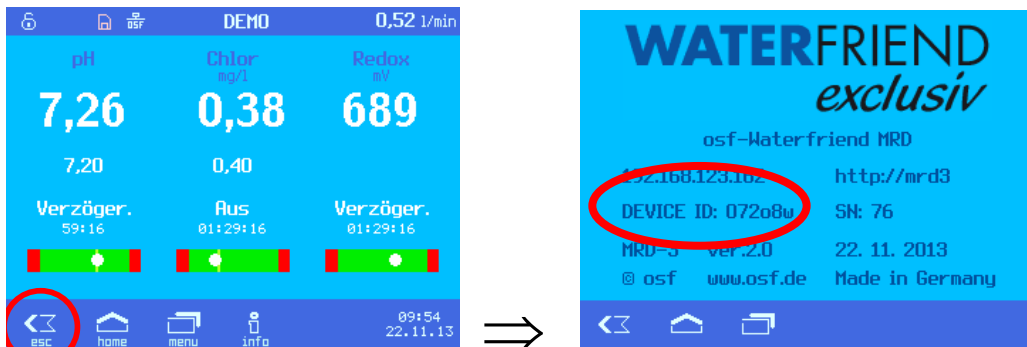 OSF DEMO 0,52 l/min
pH Chlor Redox
mg/l mV
7,26 0,38 689
7,20 0,40
Verzöger. Aus Verzöger.
59:16 01:29:16 01:29:16
esc home menu info
09:54
22.11.13
WATERFRIEND
exclusiv
osf-Waterfriend MRD
192.168.123.162 http://mrd3
DEVICE ID: 072o8w SN: 76
MRD-3 ver.2.0 22. 11. 2013
© osf www.osf.de Made in Germany